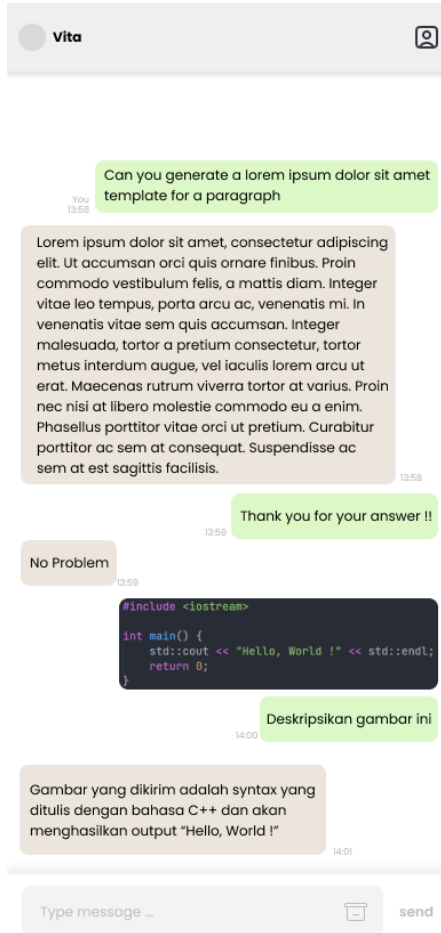 Vita
Can you generate a lorem ipsum dolor sit amet
template for a paragraph
You
13:58
Lorem ipsum dolor sit amet, consectetur adipiscing
elit. Ut accumsan orci quis ornare finibus. Proin
commodo vestibulum felis, a mattis diam. Integer
vitae leo tempus, porta arcu ac, venenatis mi. In
venenatis vitae sem quis accumsan. Integer
malesuada, tortor a pretium consectetur, tortor
metus interdum augue, vel iaculis lorem arcu ut
erat. Maecenas rutrum viverra tortor at varius. Proin
nec nisi at libero molestie commodo eu a enim.
Phasellus porttitor vitae orci ut pretium. Curabitur
porttitor ac sem at consequat. Suspendisse ac
sem at est sagittis facilisis.
13:58
Thank you for your answer !!
13:59
No Problem
13:59
#include <iostream>
int main() {
    std::cout << "Hello, World !" << std::endl;
    return 0;
}
Deskripsikan gambar ini
14:00
Gambar yang dikirim adalah syntax yang
ditulis dengan bahasa C++ dan akan
menghasilkan output “Hello, World !”
14:01
Type message ...
send